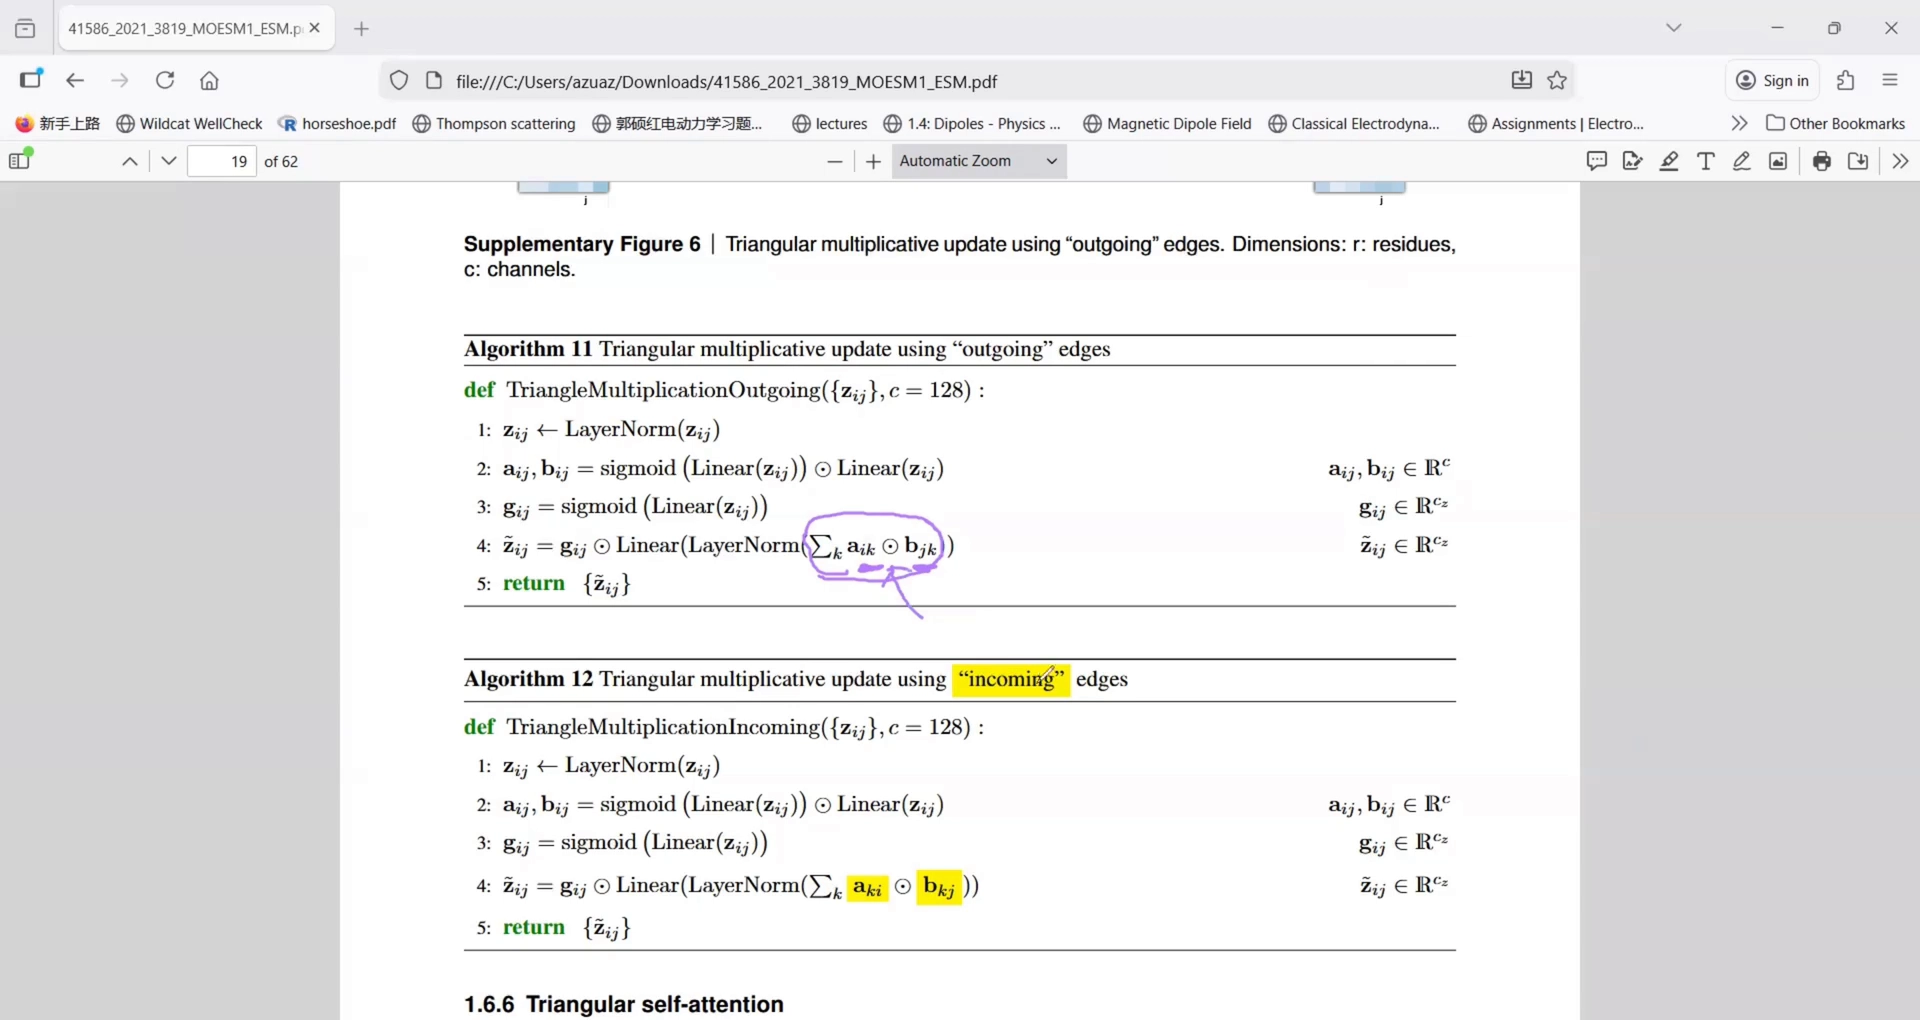 41586_2021_3819_MOESM1_ESM.p
file:///C:/Users/azuaz/Downloads/41586_2021_3819_MOESM1_ESM.pdf
Sign in
新手上路 Wildcat WellCheck horseshoe.pdf Thompson scattering 郭硕红电动力学习题... lectures 1.4: Dipoles - Physics ... Magnetic Dipole Field Classical Electrodyna... Assignments | Electro... Other Bookmarks
19 of 62 Automatic Zoom
j j
Supplementary Figure 6 | Triangular multiplicative update using “outgoing” edges. Dimensions: r: residues,
c: channels.
Algorithm 11 Triangular multiplicative update using “outgoing” edges
def TriangleMultiplicationOutgoing({z_ij}, c = 128) :
1: z_ij ← LayerNorm(z_ij)
2: a_ij, b_ij = sigmoid (Linear(z_ij)) ⊙ Linear(z_ij) a_ij, b_ij ∈ ℝ^c
3: g_ij = sigmoid (Linear(z_ij)) g_ij ∈ ℝ^{c_z}
4: z̃_ij = g_ij ⊙ Linear(LayerNorm(∑_k a_ik ⊙ b_jk)) z̃_ij ∈ ℝ^{c_z}
5: return {z̃_ij}
Algorithm 12 Triangular multiplicative update using “incoming” edges
def TriangleMultiplicationIncoming({z_ij}, c = 128) :
1: z_ij ← LayerNorm(z_ij)
2: a_ij, b_ij = sigmoid (Linear(z_ij)) ⊙ Linear(z_ij) a_ij, b_ij ∈ ℝ^c
3: g_ij = sigmoid (Linear(z_ij)) g_ij ∈ ℝ^{c_z}
4: z̃_ij = g_ij ⊙ Linear(LayerNorm(∑_k a_ki ⊙ b_kj)) z̃_ij ∈ ℝ^{c_z}
5: return {z̃_ij}
1.6.6 Triangular self-attention